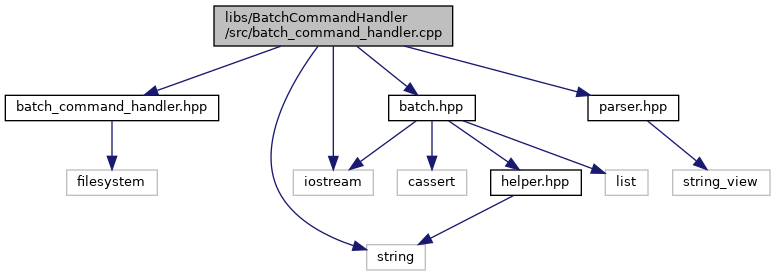 libs/BatchCommandHandler
/src/batch_command_handler.cpp
batch_command_handler.hpp
batch.hpp
parser.hpp
filesystem
iostream
cassert
helper.hpp
list
string_view
string